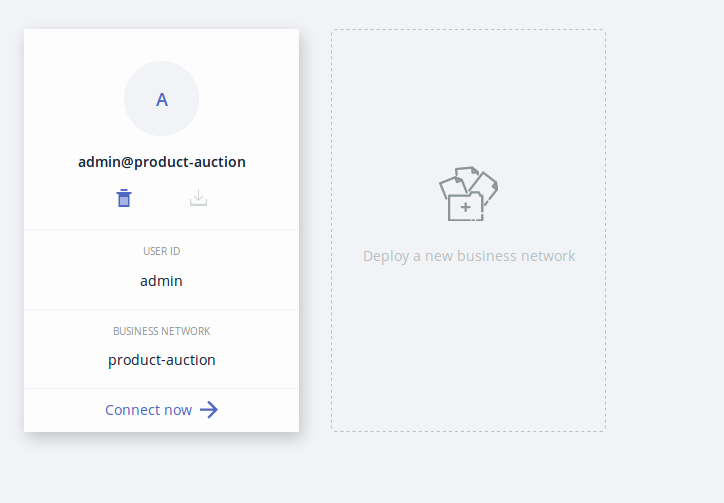 A
admin@product-auction
USER ID
admin
BUSINESS NETWORK
product-auction
Connect now
Deploy a new business network